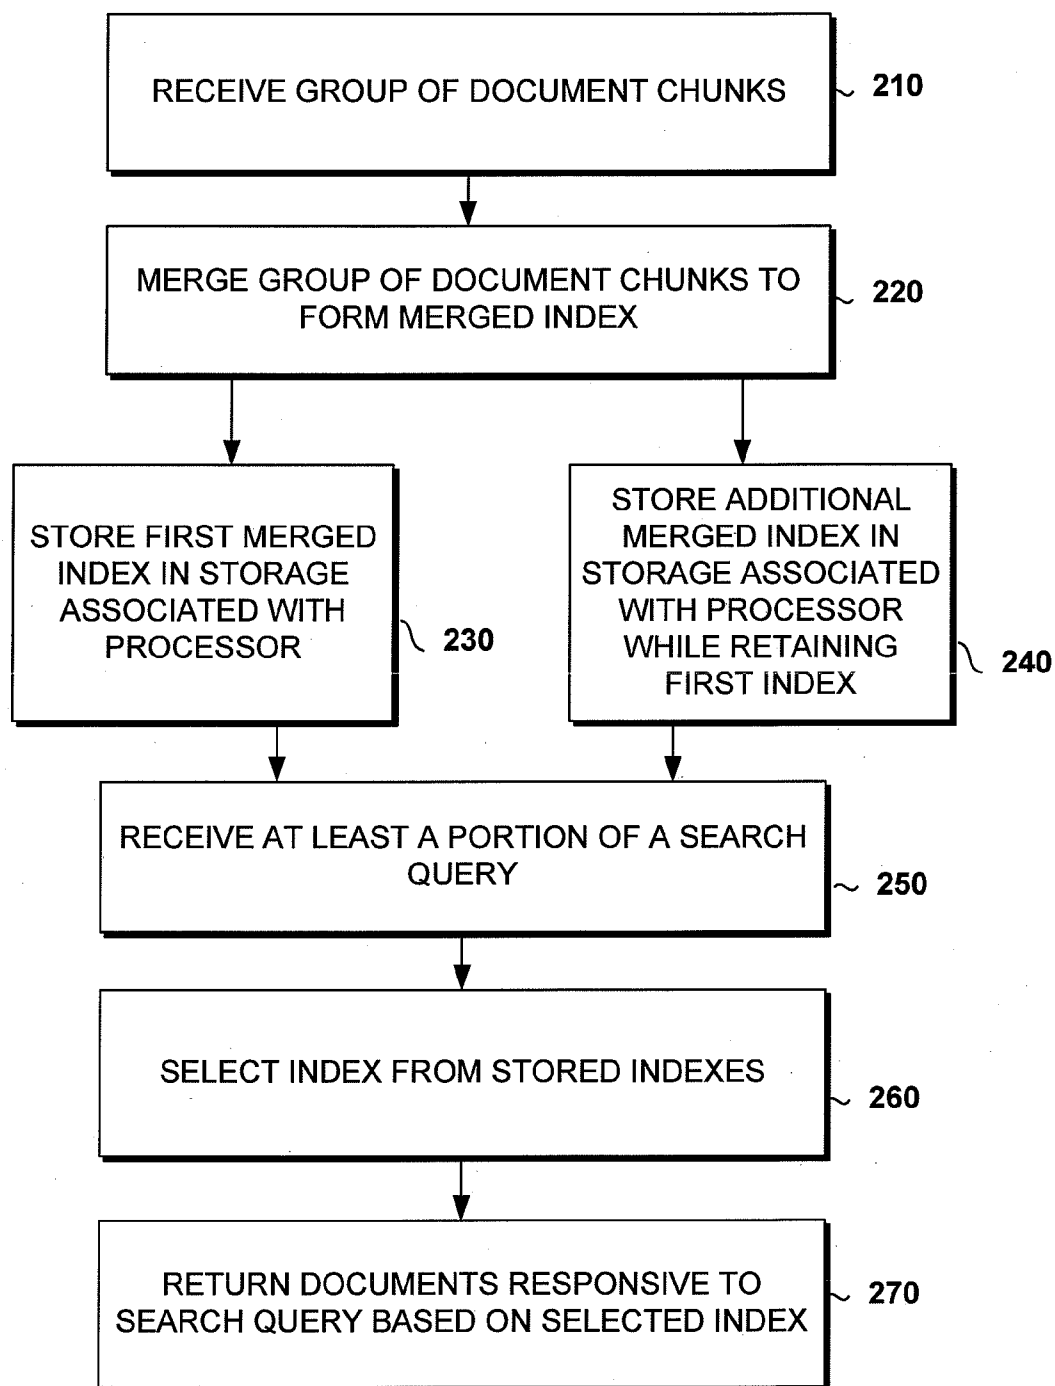 RECEIVE GROUP OF DOCUMENT CHUNKS
210
MERGE GROUP OF DOCUMENT CHUNKS TO
FORM MERGED INDEX
220
STORE FIRST MERGED
INDEX IN STORAGE
ASSOCIATED WITH
PROCESSOR
230
STORE ADDITIONAL
MERGED INDEX IN
STORAGE ASSOCIATED
WITH PROCESSOR
WHILE RETAINING
FIRST INDEX
240
RECEIVE AT LEAST A PORTION OF A SEARCH
QUERY
250
SELECT INDEX FROM STORED INDEXES
260
RETURN DOCUMENTS RESPONSIVE TO
SEARCH QUERY BASED ON SELECTED INDEX
270